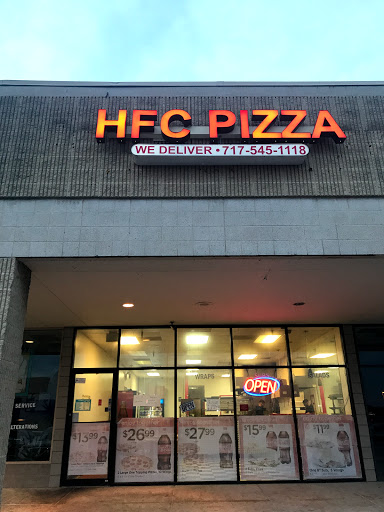 HFC PIZZA
WE DELIVER • 717-545-1118
WRAPS
OPEN
SERVICE
ALTERATIONS
$13.99
$26.99
$27.99
$15.99
$11.99